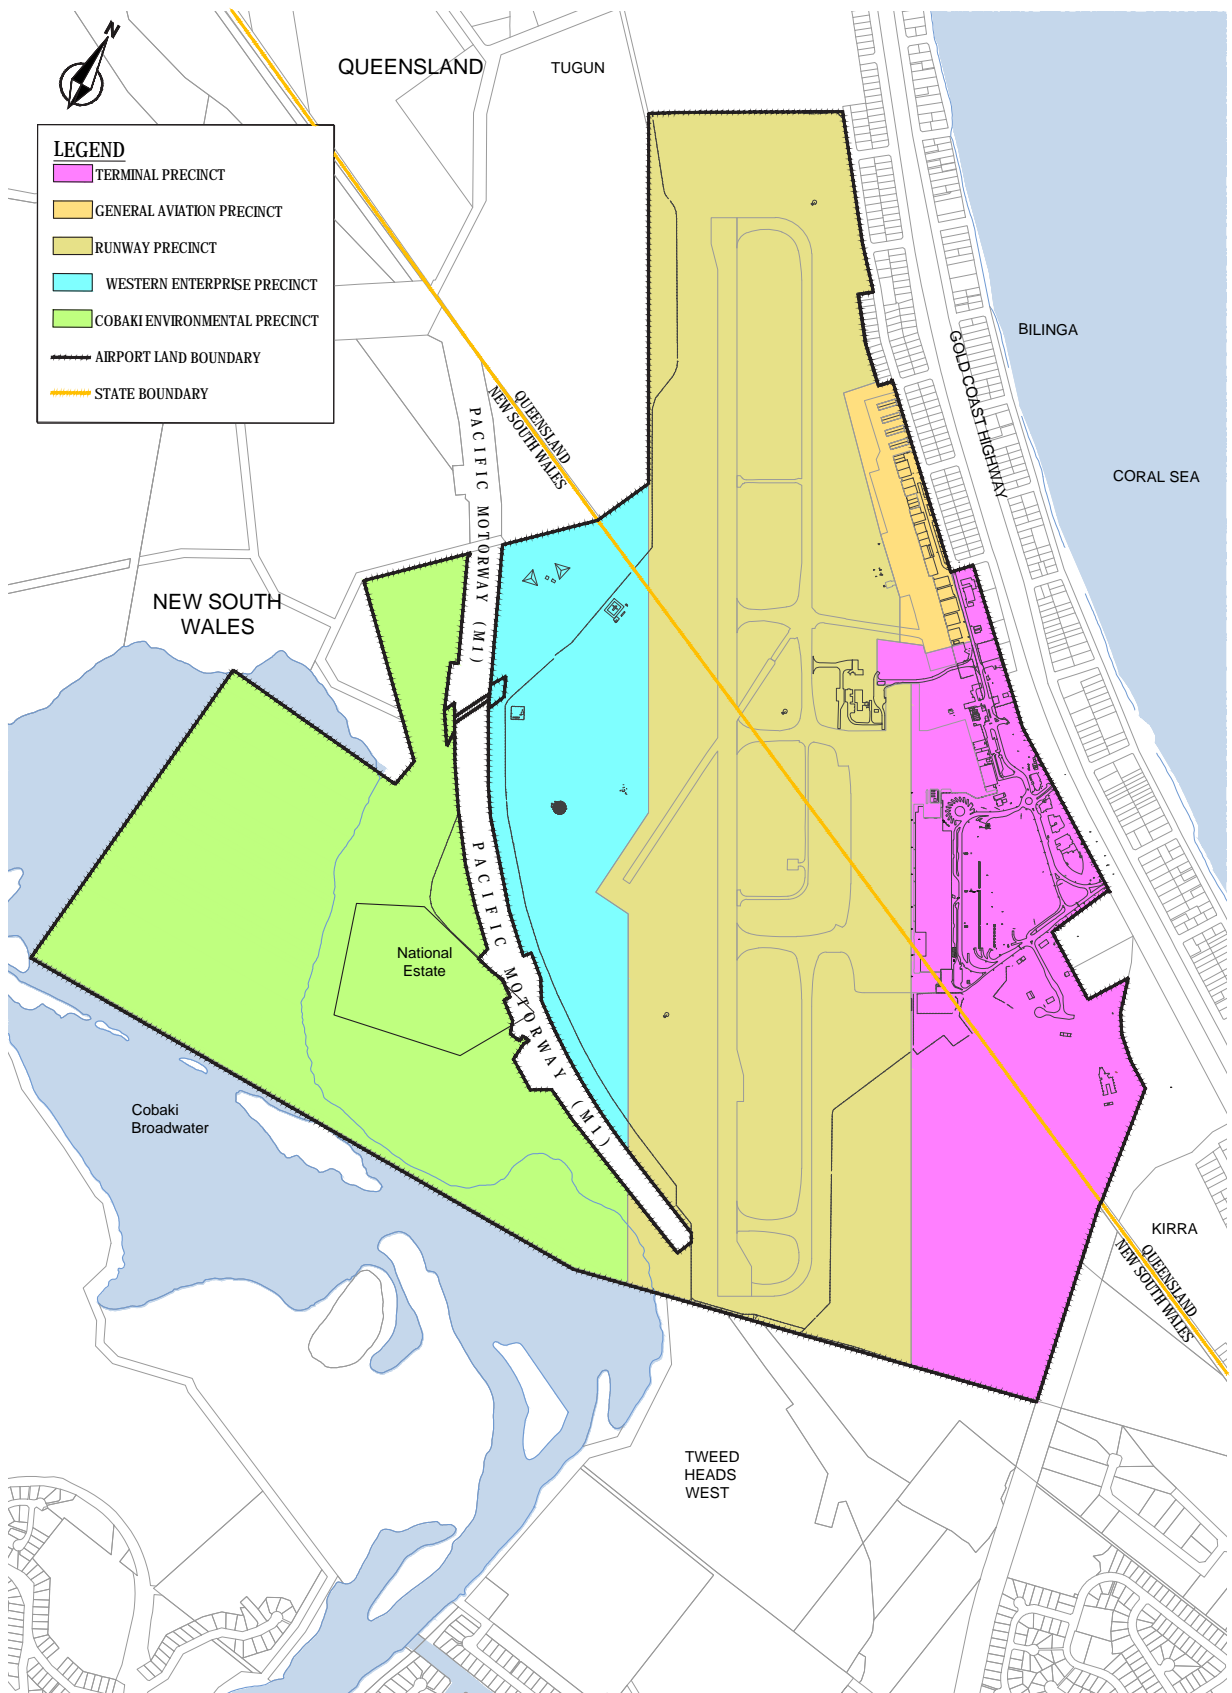 N
QUEENSLAND
TUGUN
LEGEND
TERMINAL PRECINCT
GENERAL AVIATION PRECINCT
RUNWAY PRECINCT
WESTERN ENTERPRISE PRECINCT
COBAKI ENVIRONMENTAL PRECINCT
AIRPORT LAND BOUNDARY
STATE BOUNDARY
BILINGA
GOLD COAST HIGHWAY
CORAL SEA
QUEENSLAND
NEW SOUTH WALES
PACIFIC MOTORWAY (M1)
NEW SOUTH
WALES
PACIFIC MOTORWAY (M1)
National
Estate
Cobaki
Broadwater
KIRRA
QUEENSLAND
NEW SOUTH WALES
TWEED
HEADS
WEST